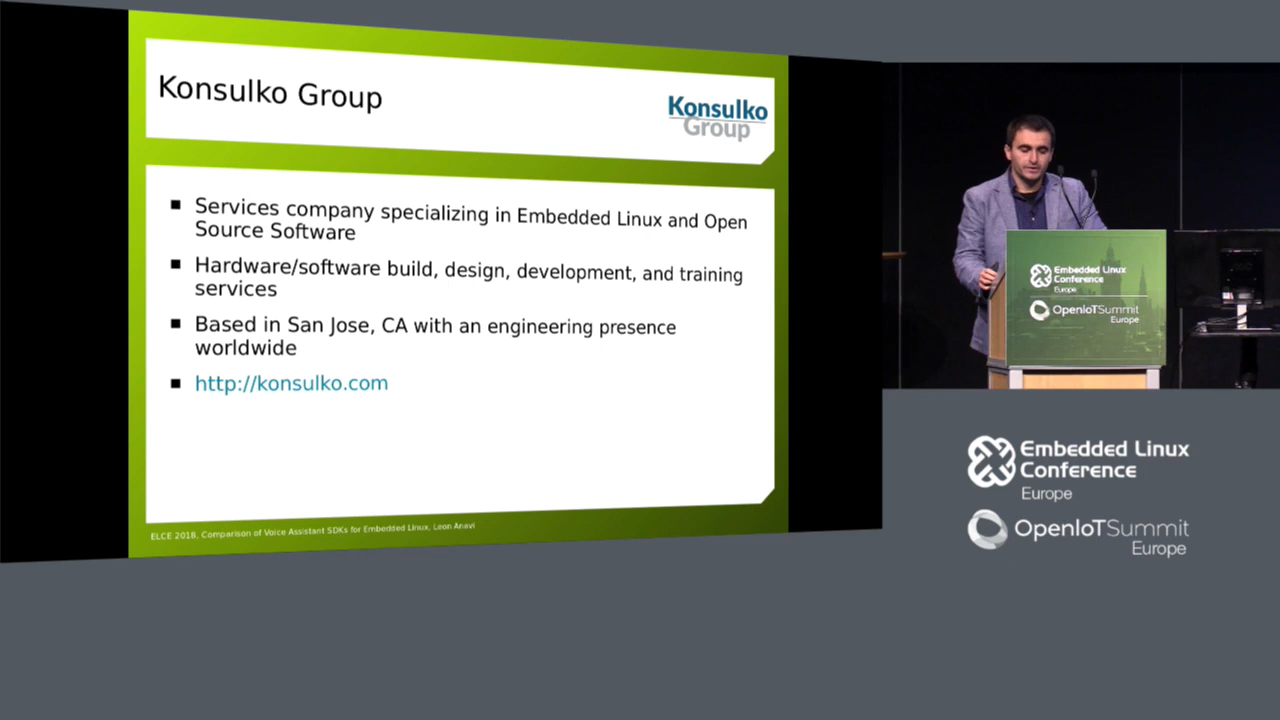 Konsulko Group
Konsulko
Group
■ Services company specializing in Embedded Linux and Open
Source Software
■ Hardware/software build, design, development, and training
services
■ Based in San Jose, CA with an engineering presence
worldwide
■ http://konsulko.com
ELCE 2018, Comparison of Voice Assistant SDKs for Embedded Linux, Leon Anavi
Embedded Linux
Conference
Europe
OpenIoTSummit
Europe
Embedded Linux
Conference
Europe
OpenIoTSummit
Europe